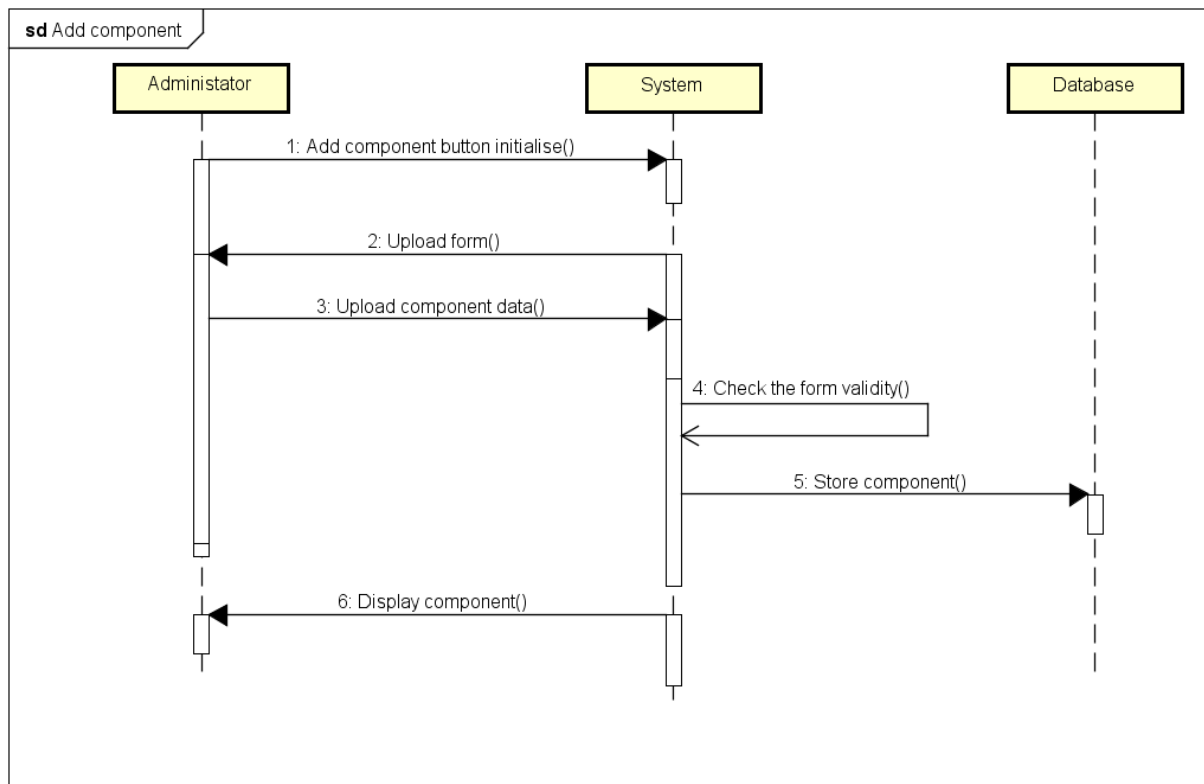 sd Add component
Administator
System
Database
1: Add component button initialise()
2: Upload form()
3: Upload component data()
4: Check the form validity()
5: Store component()
6: Display component()